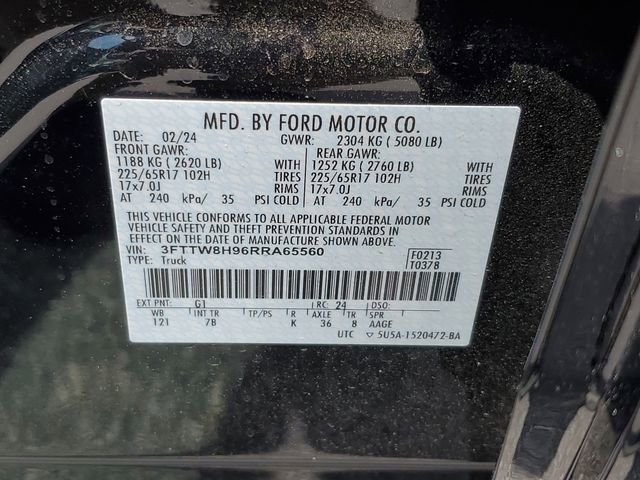 MFD. BY FORD MOTOR CO.
DATE: 02/24 GVWR: 2304 KG ( 5080 LB)
FRONT GAWR: REAR GAWR:
1188 KG ( 2620 LB) WITH 1252 KG ( 2760 LB) WITH
225/65R17 102H TIRES 225/65R17 102H TIRES
17x7.0J RIMS 17x7.0J RIMS
AT 240 kPa/ 35 PSI COLD AT 240 kPa/ 35 PSI COLD
THIS VEHICLE CONFORMS TO ALL APPLICABLE FEDERAL MOTOR
VEHICLE SAFETY AND THEFT PREVENTION STANDARDS IN
EFFECT ON THE DATE OF MANUFACTURE SHOWN ABOVE.
VIN: 3FTTW8H96RRA65560 F0213
TYPE: Truck T0378
EXT PNT: G1 RC: 24 DSO:
WB INT TR TP/PS R AXLE TR SPR
121 7B K 36 8 AAGE
UTC ▽ 5U5A-1520472-BA